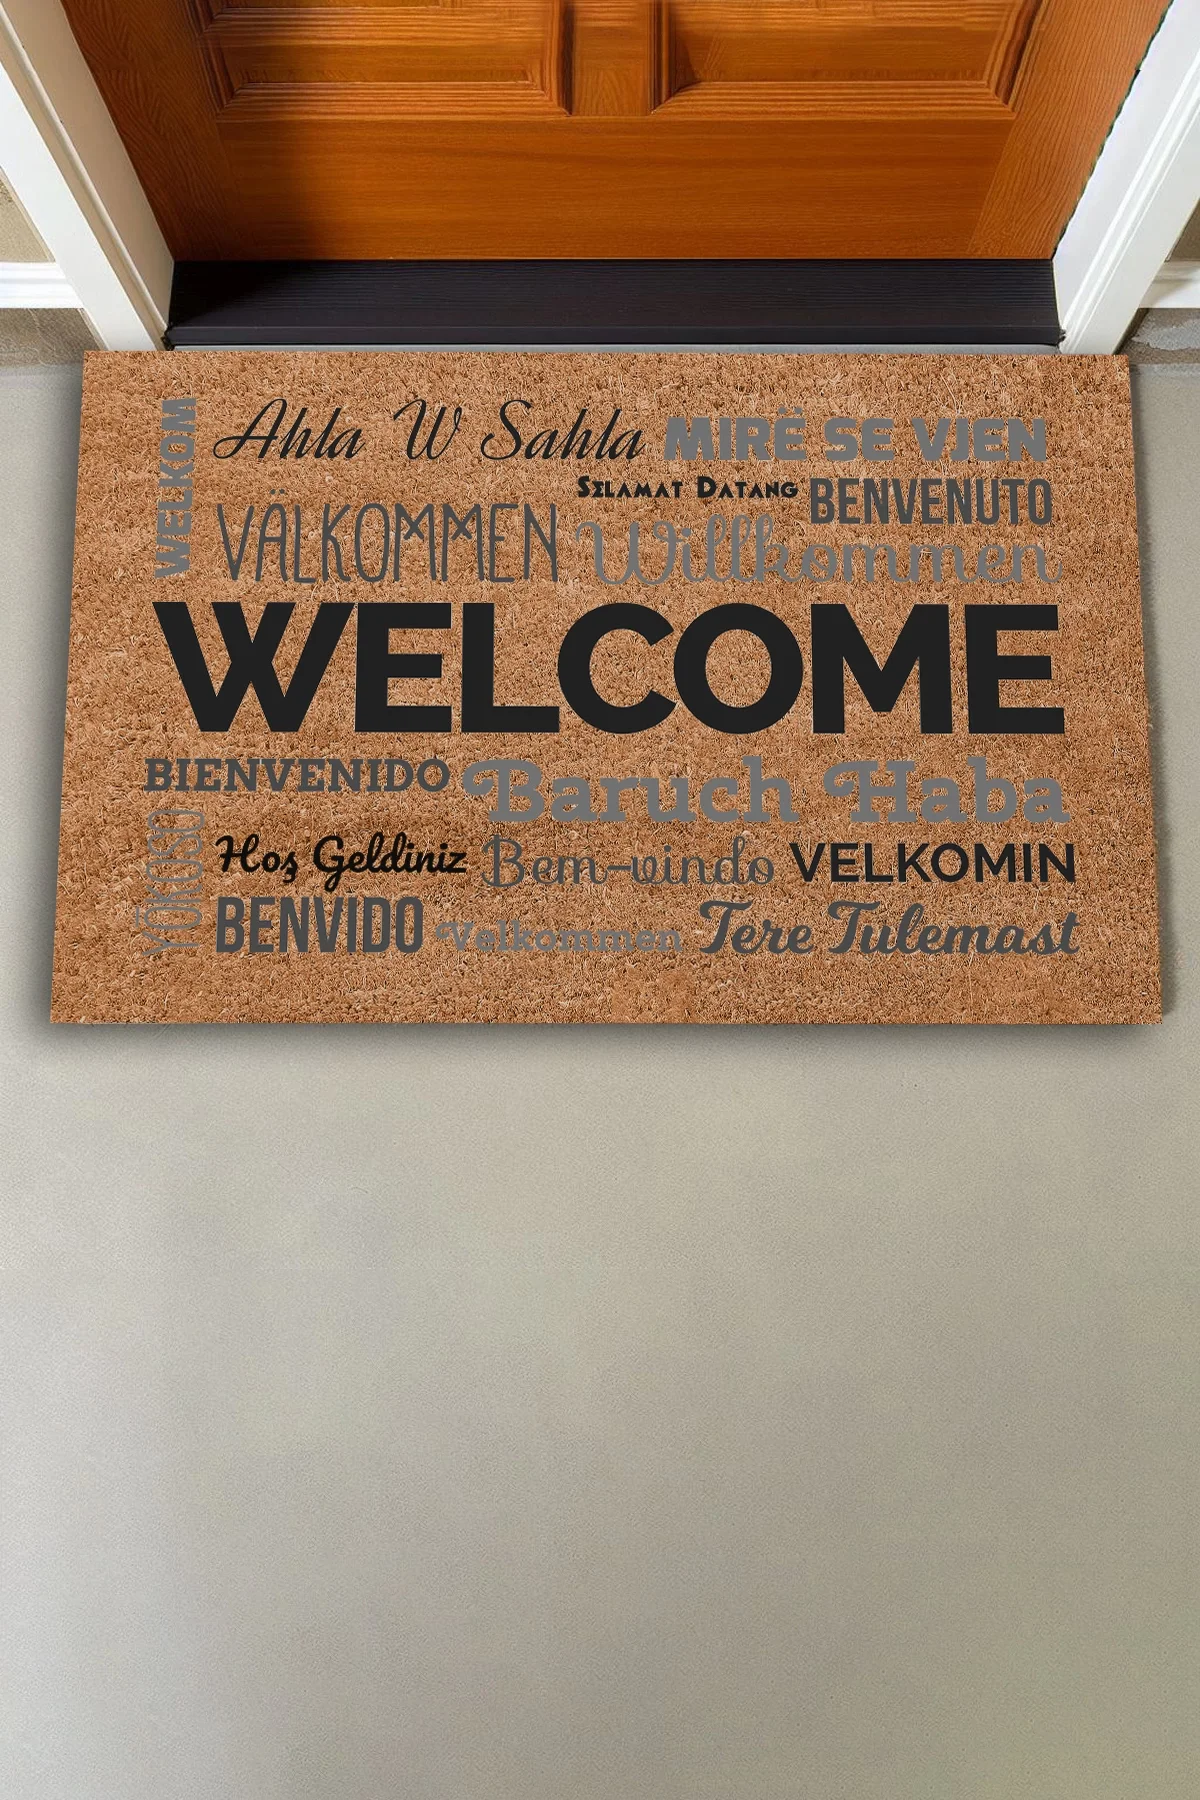 WELKOM
Ahla W Sahla
MIRË SE VJEN
SELAMAT DATANG
BENVENUTO
VÄLKOMMEN
Willkommen
WELCOME
BIENVENIDO
Baruch Haba
YŌKOSO
Hoş Geldiniz
Bem-vindo
VELKOMIN
BENVIDO
Velkommen
Tere Tulemast